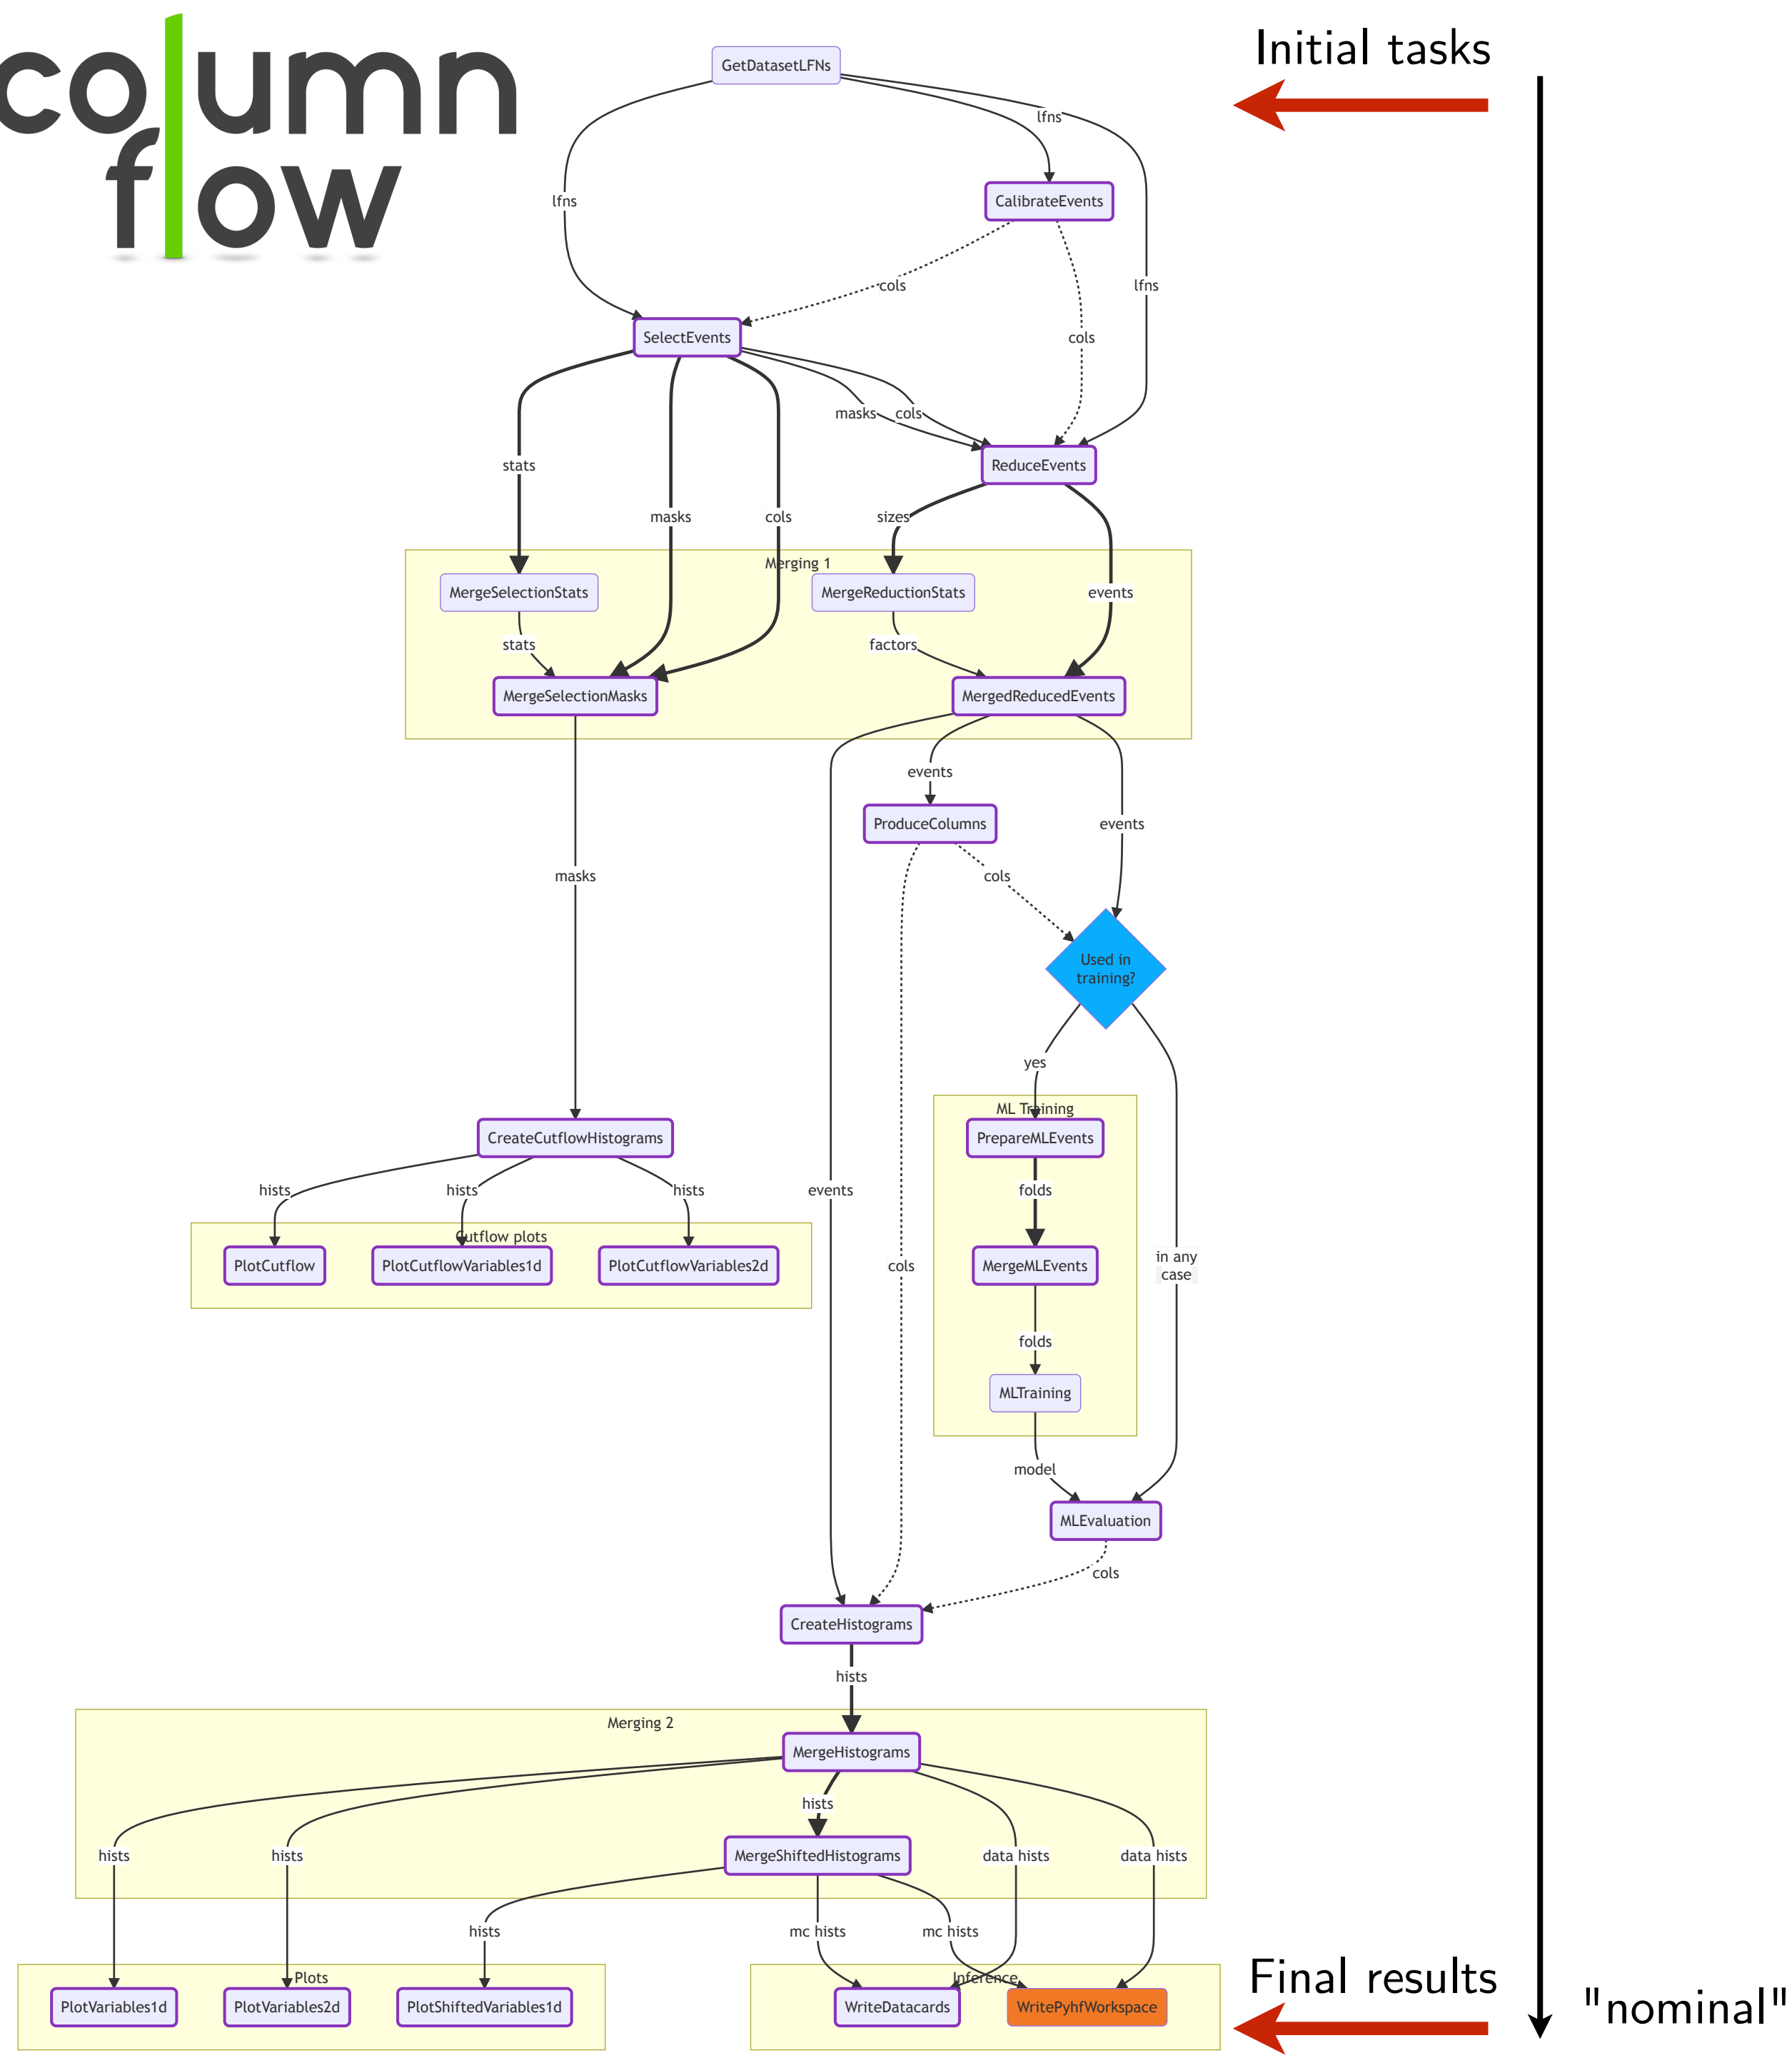 column
flow
Initial tasks
GetDatasetLFNs
lfns
CalibrateEvents
lfns
cols
lfns
SelectEvents
cols
masks
cols
ReduceEvents
stats
masks
cols
sizes
Merging 1
MergeSelectionStats
MergeReductionStats
events
stats
factors
MergeSelectionMasks
MergedReducedEvents
events
ProduceColumns
events
masks
cols
Used in
training?
yes
ML Training
CreateCutflowHistograms
PrepareMLEvents
hists
hists
hists
events
folds
Cutflow plots
PlotCutflow
PlotCutflowVariables1d
PlotCutflowVariables2d
cols
MergeMLEvents
in any
case
folds
MLTraining
model
MLEvaluation
cols
CreateHistograms
hists
Merging 2
MergeHistograms
hists
hists
hists
MergeShiftedHistograms
data hists
data hists
hists
mc hists
mc hists
Final results
Plots
Inference
PlotVariables1d
PlotVariables2d
PlotShiftedVariables1d
WriteDatacards
WritePyhfWorkspace
"nominal"